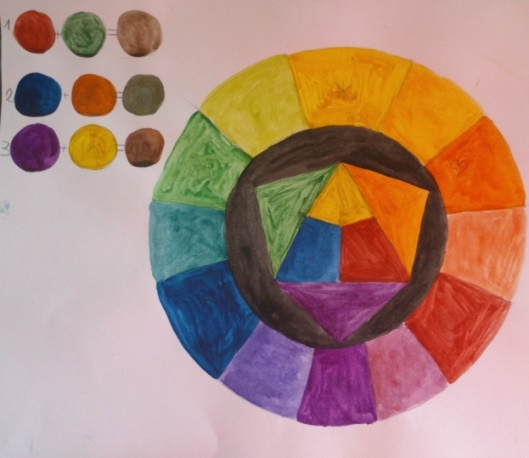 1 + =
2 + =
3 + =